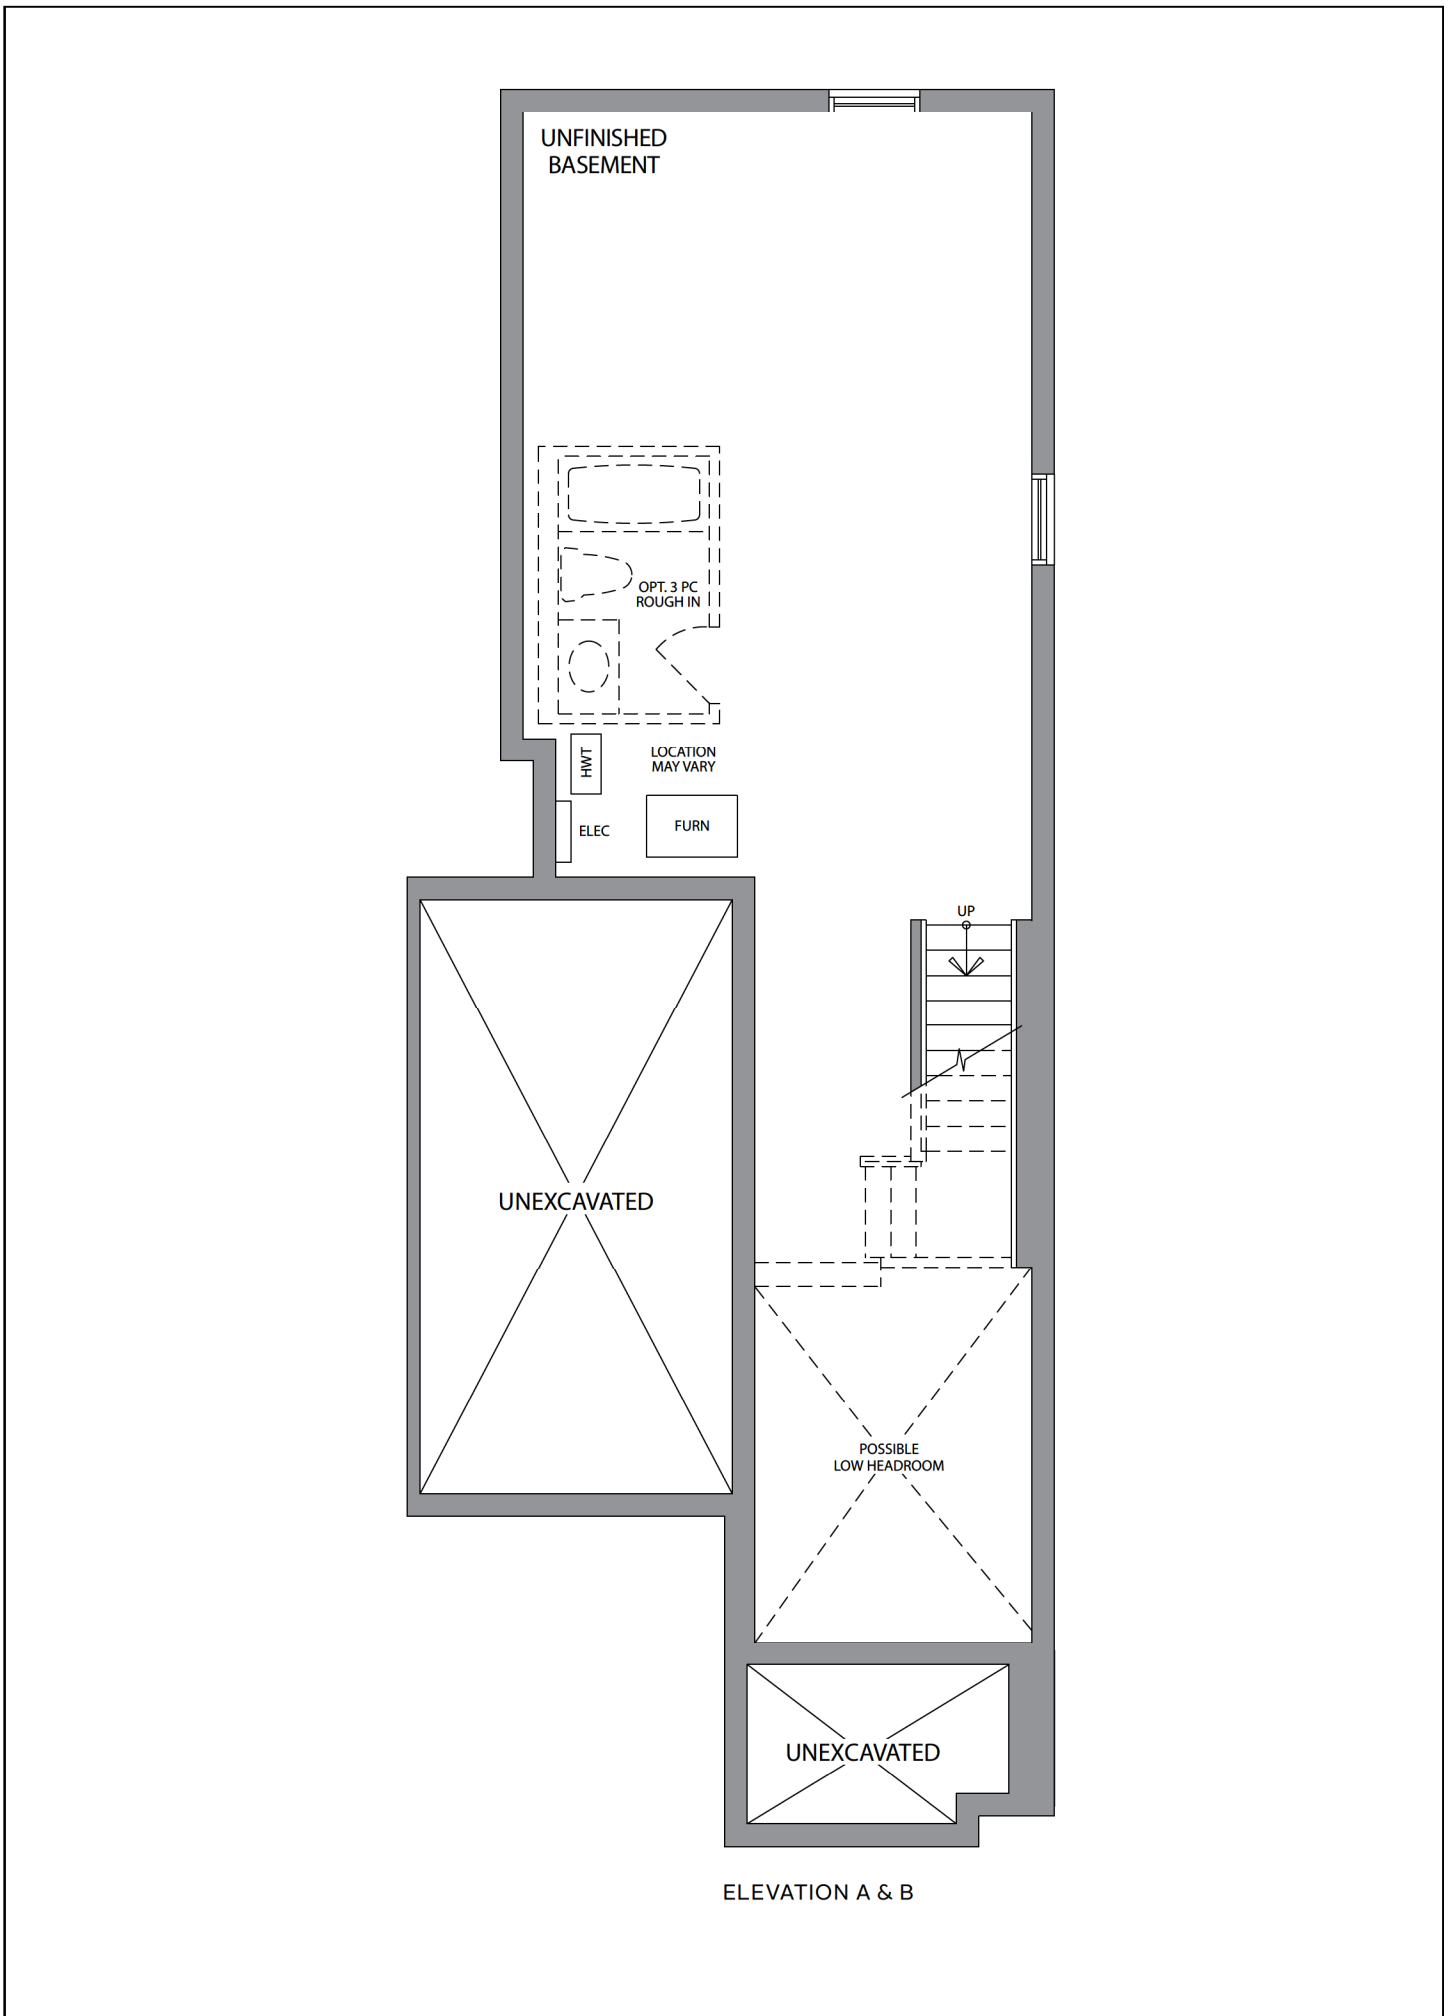 UNFINISHED
BASEMENT
OPT. 3 PC
ROUGH IN
HWT
LOCATION
MAY VARY
ELEC
FURN
UP
UNEXCAVATED
POSSIBLE
LOW HEADROOM
UNEXCAVATED
ELEVATION A & B